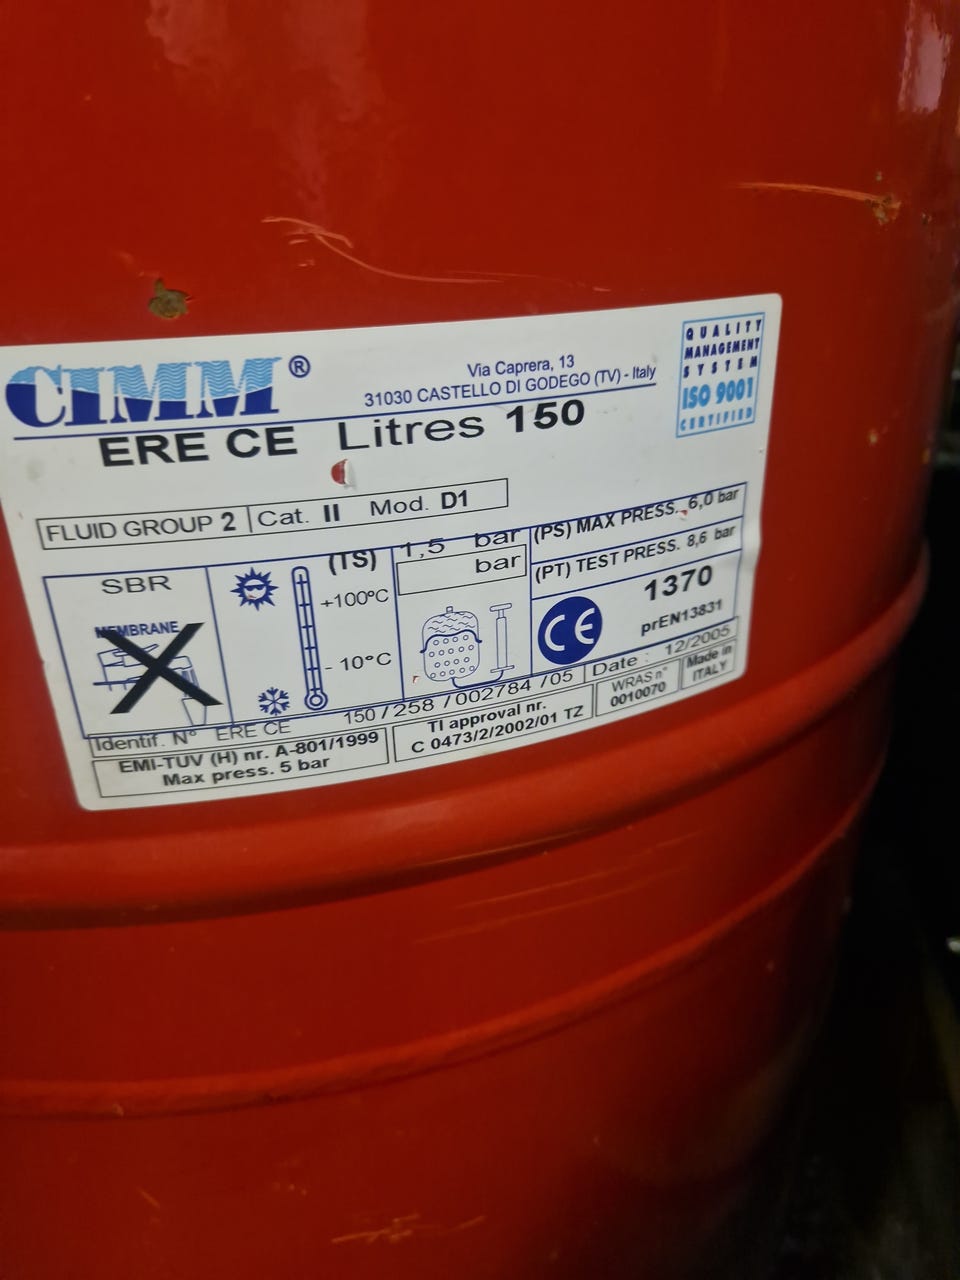 CIMM ®
Via Caprera, 13
31030 CASTELLO DI GODEGO (TV) - Italy
QUALITY
MANAGEMENT
SYSTEM
ISO 9001
CERTIFIED
ERE CE Litres 150
FLUID GROUP 2 Cat. II Mod. D1
SBR
MEMBRANE
(TS)
+100°C
- 10°C
1,5 bar
bar
(PS) MAX PRESS. 6,0 bar
(PT) TEST PRESS. 8,6 bar
CE
1370
prEN13831
Identif. N° ERE CE 150 / 258 / 002784 / 05 Date : 12/2005
EMI-TUV (H) nr. A-801/1999
Max press. 5 bar
TI approval nr.
C 0473/2/2002/01 TZ
WRAS n°
0010070
Made in
ITALY